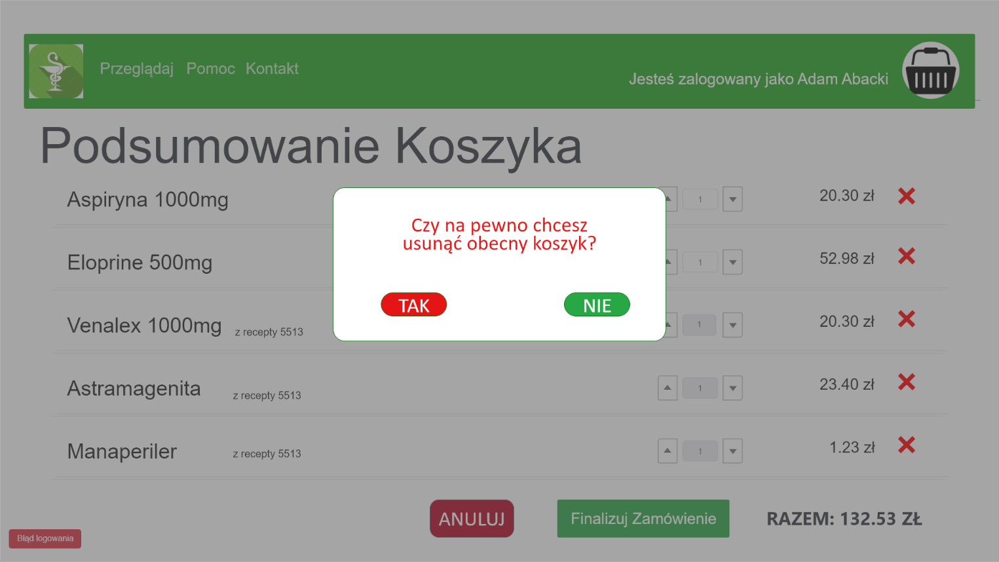 Przeglądaj Pomoc Kontakt
Jesteś zalogowany jako Adam Abacki
Podsumowanie Koszyka
Aspiryna 1000mg 1 20.30 zł
Czy na pewno chcesz
usunąć obecny koszyk?
Eloprine 500mg 1 52.98 zł
TAK NIE
Venalex 1000mg z recepty 5513 1 20.30 zł
Astramagenita z recepty 5513 1 23.40 zł
Manaperiler z recepty 5513 1 1.23 zł
ANULUJ Finalizuj Zamówienie RAZEM: 132.53 ZŁ
Błąd logowania